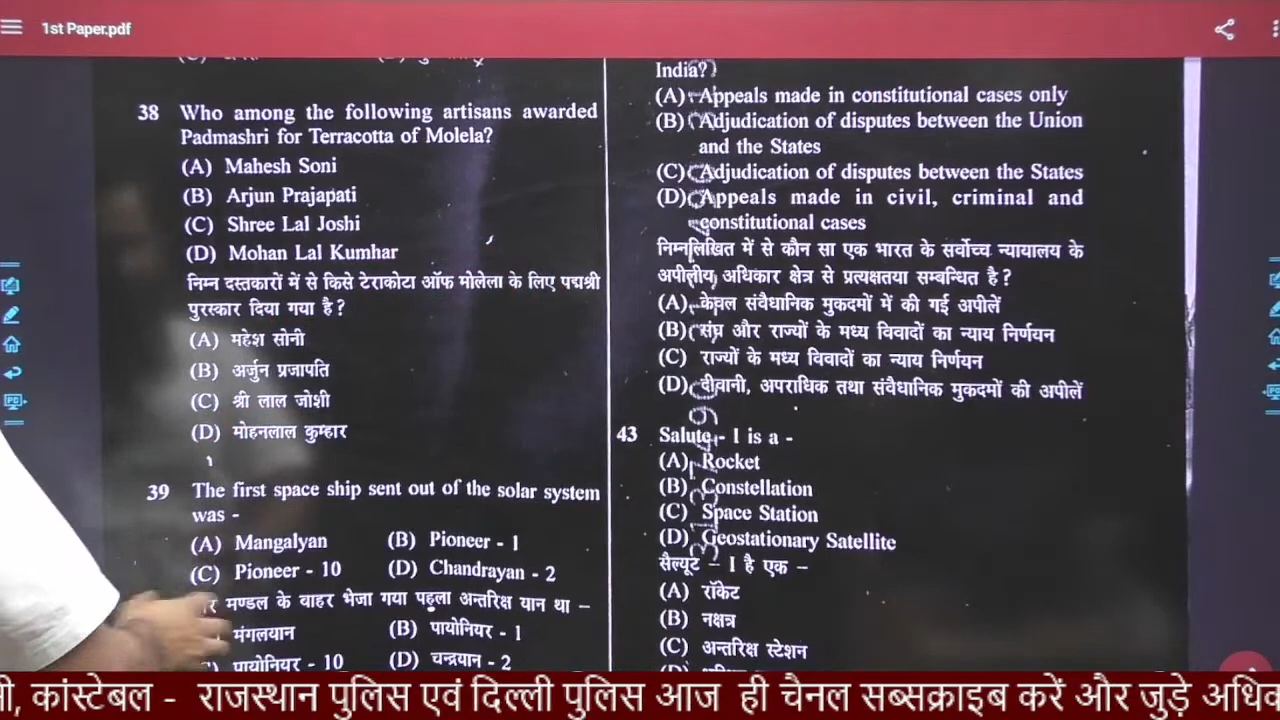 1st Paper.pdf
38 Who among the following artisans awarded
Padmashri for Terracotta of Molela?
(A) Mahesh Soni
(B) Arjun Prajapati
(C) Shree Lal Joshi
(D) Mohan Lal Kumhar
निम्न दस्तकारों में से किसे टेराकोटा ऑफ मोलेला के लिए पद्मश्री
पुरस्कार दिया गया है?
(A) महेश सोनी
(B) अर्जुन प्रजापति
(C) श्री लाल जोशी
(D) मोहनलाल कुम्हार
39 The first space ship sent out of the solar system
was -
(A) Mangalyan (B) Pioneer - 1
(C) Pioneer - 10 (D) Chandrayan - 2
मण्डल के बाहर भेजा गया पहला अन्तरिक्ष यान था –
मंगलयान (B) पायोनियर - 1
पायोनियर - 10 (D) चन्द्रयान - 2
India?
(A) Appeals made in constitutional cases only
(B) Adjudication of disputes between the Union
and the States
(C) Adjudication of disputes between the States
(D) Appeals made in civil, criminal and
constitutional cases
निम्नलिखित में से कौन सा एक भारत के सर्वोच्च न्यायालय के
अपीलीय अधिकार क्षेत्र से प्रत्यक्षतया सम्बन्धित है?
(A) केवल संवैधानिक मुकदमों में की गई अपीलें
(B) संघ और राज्यों के मध्य विवादों का न्याय निर्णयन
(C) राज्यों के मध्य विवादों का न्याय निर्णयन
(D) दीवानी, अपराधिक तथा संवैधानिक मुकदमों की अपीलें
43 Salute - 1 is a -
(A) Rocket
(B) Constellation
(C) Space Station
(D) Geostationary Satellite
सैल्यूट – 1 है एक –
(A) रॉकेट
(B) नक्षत्र
(C) अन्तरिक्ष स्टेशन
कांस्टेबल - राजस्थान पुलिस एवं दिल्ली पुलिस आज ही चैनल सब्सक्राइब करें और जुड़े